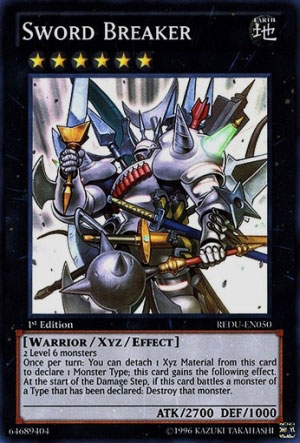 SWORD BREAKER
EARTH
地
REDU-EN050
1st Edition
[WARRIOR / XYZ / EFFECT]
2 Level 6 monsters
Once per turn: You can detach 1 Xyz Material from this card
to declare 1 Monster Type; this card gains the following effect.
At the start of the Damage Step, if this card battles a monster
of a Type that has been declared: Destroy that monster.
ATK/2700 DEF/1000
64689404
©1996 KAZUKI TAKAHASHI